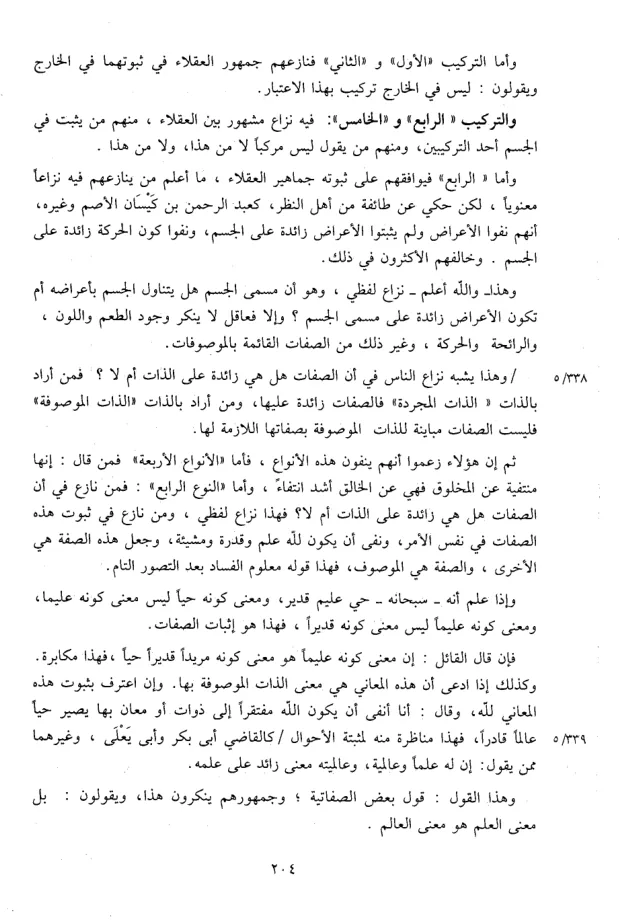 وأما التركيب «الأول» و «الثاني» فنازعهم جمهور العقلاء في ثبوتهما في الخارج
ويقولون : ليس في الخارج تركيب بهذا الاعتبار.
والتركيب « الرابع» و «الخامس»: فيه نزاع مشهور بين العقلاء ، منهم من يثبت في
الجسم أحد التركيبين، ومنهم من يقول ليس مركباً لا من هذا، ولا من هذا .
وأما « الرابع» فيوافقهم على ثبوته جماهير العقلاء ، ما أعلم من ينازعهم فيه نزاعاً
معنوياً ، لكن حكي عن طائفة من أهل النظر، كعبد الرحمن بن كَيْسَان الأصم وغيره،
أنهم نفوا الأعراض ولم يثبتوا الأعراض زائدة على الجسم، ونفوا كون الحركة زائدة على
الجسم . وخالفهم الأكثرون في ذلك.
وهذاـ والله أعلم ـ نزاع لفظي ، وهو أن مسمى الجسم هل يتناول الجسم بأعراضه أم
تكون الأعراض زائدة على مسمى الجسم ؟ وإلا فعاقل لا ينكر وجود الطعم واللون ،
والرائحة والحركة ، وغير ذلك من الصفات القائمة بالموصوفات.
٥/٣٣٨ / وهذا يشبه نزاع الناس في أن الصفات هل هي زائدة على الذات أم لا ؟ فمن أراد
بالذات « الذات المجردة» فالصفات زائدة عليها، ومن أراد بالذات «الذات الموصوفة»
فليست الصفات مباينة للذات الموصوفة بصفاتها اللازمة لها.
ثم إن هؤلاء زعموا أنهم ينفون هذه الأنواع ، فأما «الأنواع الأربعة» فمن قال : إنها
منتفية عن المخلوق فهي عن الخالق أشد انتفاءً ، وأما «النوع الرابع» : فمن نازع في أن
الصفات هل هي زائدة على الذات أم لا؟ فهذا نزاع لفظي ، ومن نازع في ثبوت هذه
الصفات في نفس الأمر، ونفى أن يكون لله علم وقدرة ومشيئة، وجعل هذه الصفة هي
الأخرى ، والصفة هي الموصوف، فهذا قوله معلوم الفساد بعد التصور التام.
وإذا علم أنه ـ سبحانه ـ حي عليم قدير، ومعنى كونه حياً ليس معنى كونه عليما،
ومعنى كونه عليماً ليس معنى كونه قديراً ، فهذا هو إثبات الصفات.
فإن قال القائل : إن معنى كونه عليماً هو معنى كونه مريداً قديراً حياً ،فهذا مكابرة.
وكذلك إذا ادعى أن هذه المعاني هي معنى الذات الموصوفة بها. وإن اعترف بثبوت هذه
المعاني لله، وقال : أنا أنفى أن يكون الله مفتقراً إلى ذوات أو معان بها يصير حياً
٥/٣٣٩ عالماً قادراً، فهذا مناظرة منه لمثبتة الأحوال / كالقاضي أبى بكر وأبي يَعْلَى ، وغيرهما
ممن يقول: إن له علماً وعالمية، وعالميته معنى زائد على علمه.
وهذا القول : قول بعض الصفاتية ؛ وجمهورهم ينكرون هذا، ويقولون : بل
معنى العلم هو معنى العالم .
٢٠٤